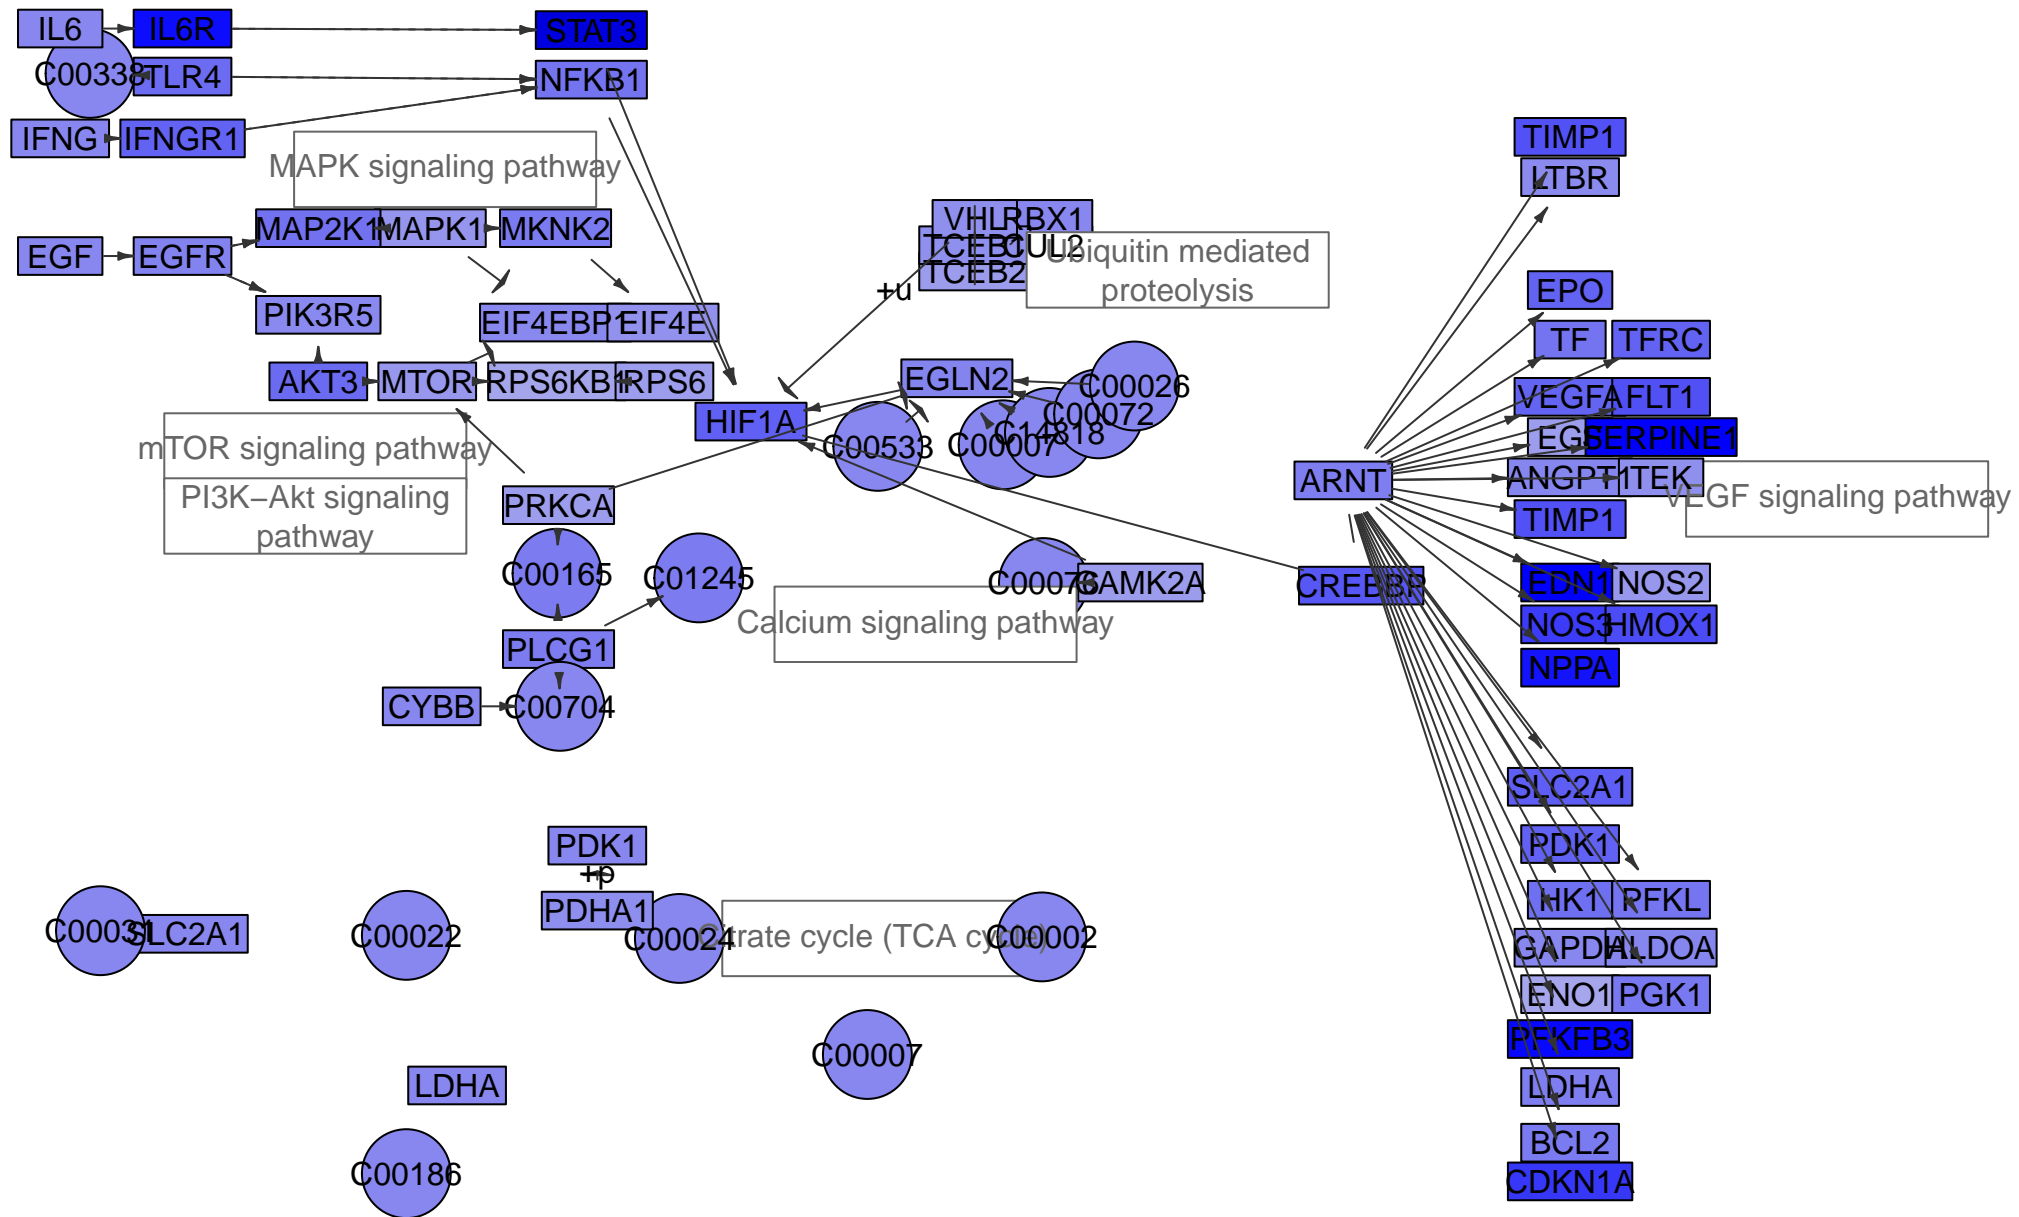 IL6
IL6R
STAT3
C00338
TLR4
NFKB1
IFNG
IFNGR1
MAPK signaling pathway
TIMP1
LTBR
MAP2K1
MAPK1
MKNK2
VHL
RBX1
TCEB1
CUL2
TCEB2
Ubiquitin mediated
proteolysis
+u
EGF
EGFR
PIK3R5
EIF4EBP1
EIF4E
EPO
TF
TFRC
AKT3
MTOR
RPS6KB1
RPS6
EGLN2
C00026
C00072
C14818
C00007
C00533
HIF1A
VEGFA
FLT1
EGF
SERPINE1
mTOR signaling pathway
PI3K–Akt signaling
pathway
ARNT
ANGPT1
TEK
VEGF signaling pathway
PRKCA
TIMP1
C00165
C01245
C00076
CAMK2A
CREBBP
EDN1
NOS2
Calcium signaling pathway
NOS3
HMOX1
PLCG1
NPPA
CYBB
C00704
SLC2A1
PDK1
+p
PDK1
PDHA1
HK1
PFKL
C00031
SLC2A1
C00022
C00024
Citrate cycle (TCA cycle)
C00002
GAPDH
ALDOA
ENO1
PGK1
C00007
PFKFB3
LDHA
LDHA
BCL2
C00186
CDKN1A